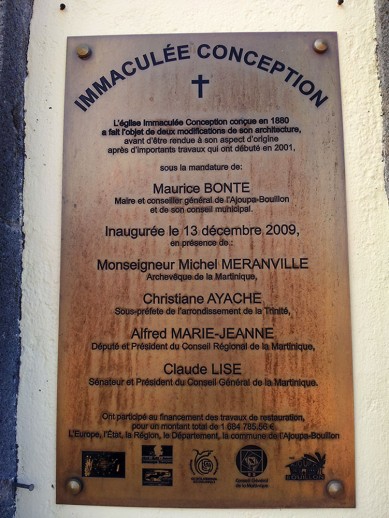 IMMACULÉE CONCEPTION
L'église Immaculée Conception conçue en 1880
a fait l'objet de deux modifications de son architecture,
avant d'être rendue à son aspect d'origine
après d'importants travaux qui ont débuté en 2001,
sous la mandature de :
Maurice BONTE
Maire et conseiller général de l'Ajoupa-Bouillon
et de son conseil municipal.
Inaugurée le 13 décembre 2009,
en présence de :
Monseigneur Michel MERANVILLE
Archevêque de la Martinique,
Christiane AYACHE
Sous-préfete de l'arrondissement de la Trinité,
Alfred MARIE-JEANNE
Député et Président du Conseil Régional de la Martinique,
Claude LISE
Sénateur et Président du Conseil Général de la Martinique.
Ont participé au financement des travaux de restauration,
pour un montant total de 1 684 785,56 €
L'Europe, l'État, la Région, le Département, la commune de l'Ajoupa-Bouillon
Conseil Général
de la Martinique